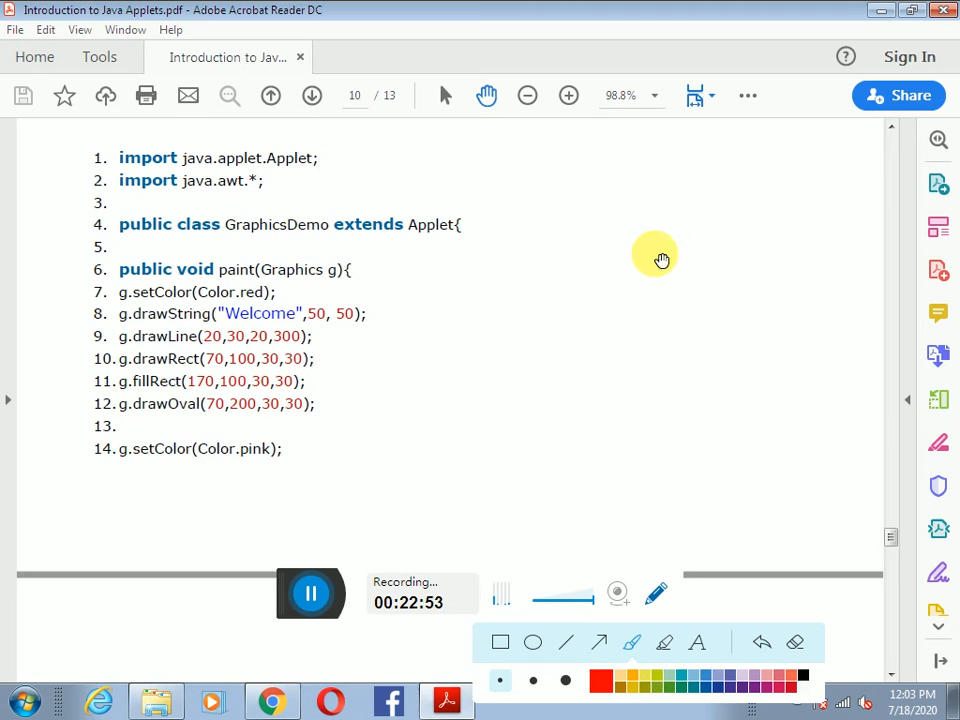 Introduction to Java Applets.pdf - Adobe Acrobat Reader DC
File Edit View Window Help
Home Tools Introduction to Jav... × Sign In
10 / 13 98.8% Share
1. import java.applet.Applet;
2. import java.awt.*;
3.
4. public class GraphicsDemo extends Applet{
5.
6. public void paint(Graphics g){
7. g.setColor(Color.red);
8. g.drawString("Welcome",50, 50);
9. g.drawLine(20,30,20,300);
10. g.drawRect(70,100,30,30);
11. g.fillRect(170,100,30,30);
12. g.drawOval(70,200,30,30);
13.
14. g.setColor(Color.pink);
Recording...
00:22:53
12:03 PM
7/18/2020